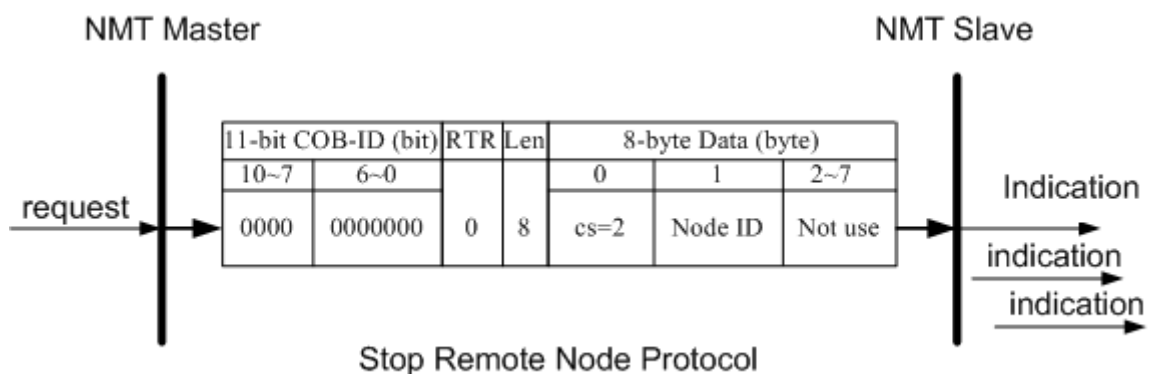 NMT Master NMT Slave
11-bit COB-ID (bit) RTR Len 8-byte Data (byte)
10~7 6~0 0 1 2~7
request 0000 0000000 0 8 cs=2 Node ID Not use Indication
indication
indication
Stop Remote Node Protocol